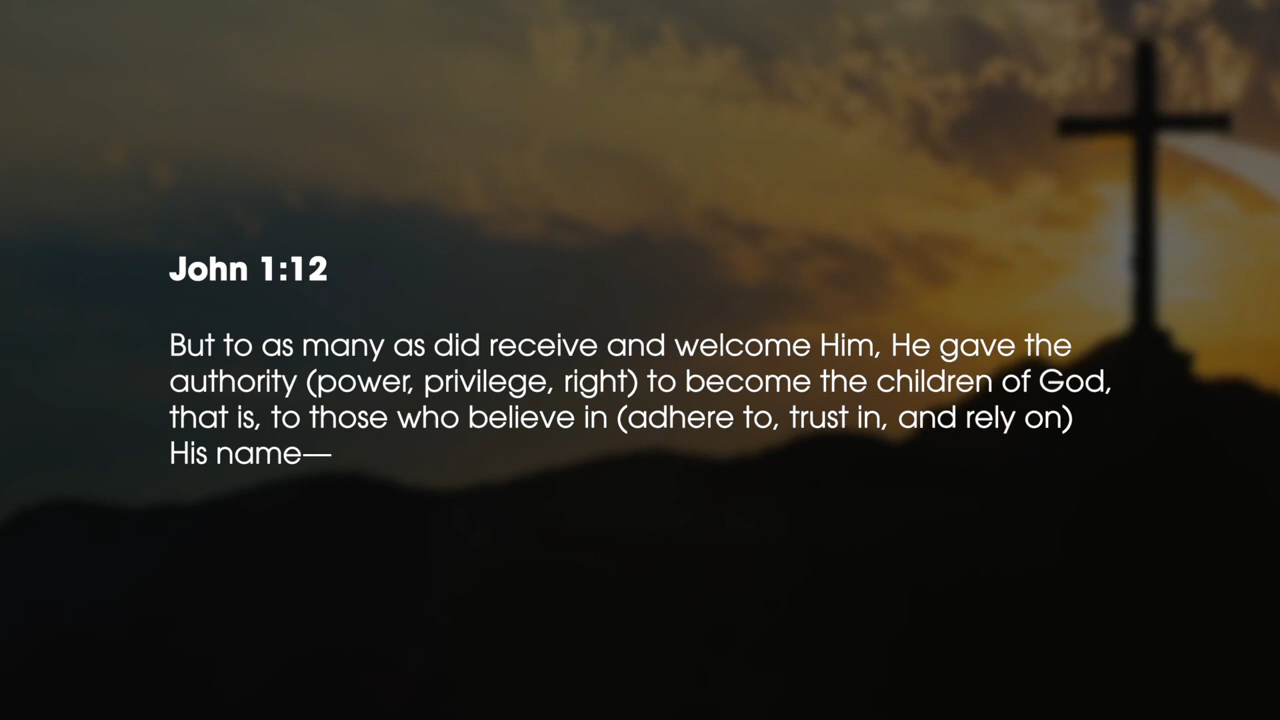 John 1:12
But to as many as did receive and welcome Him, He gave the
authority (power, privilege, right) to become the children of God,
that is, to those who believe in (adhere to, trust in, and rely on)
His name—